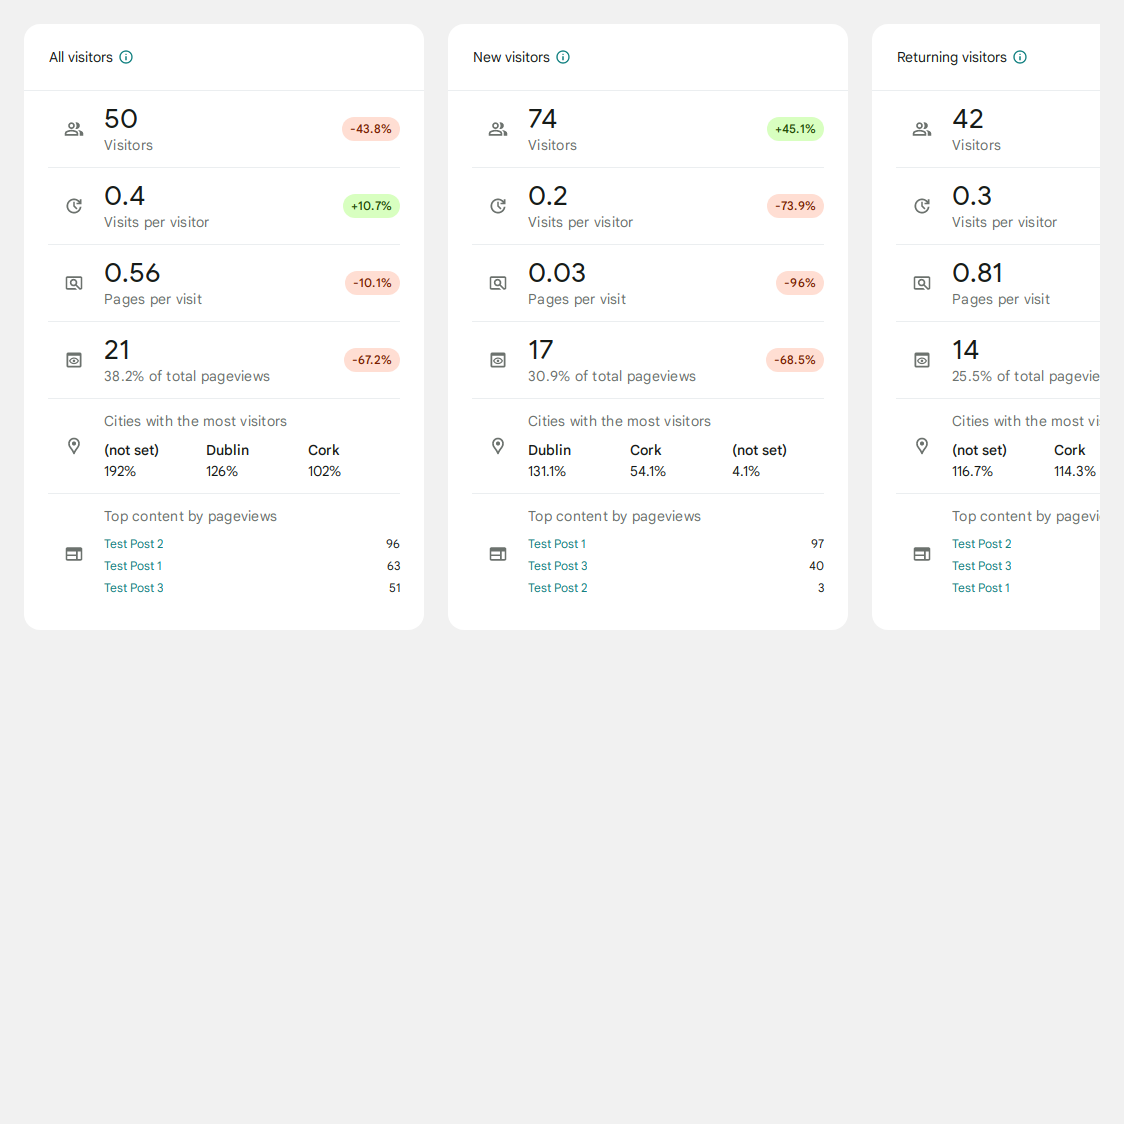 All visitors
50
Visitors
-43.8%
0.4
Visits per visitor
+10.7%
0.56
Pages per visit
-10.1%
21
38.2% of total pageviews
-67.2%
Cities with the most visitors
(not set) Dublin Cork
192% 126% 102%
Top content by pageviews
Test Post 2 96
Test Post 1 63
Test Post 3 51
New visitors
74
Visitors
+45.1%
0.2
Visits per visitor
-73.9%
0.03
Pages per visit
-96%
17
30.9% of total pageviews
-68.5%
Cities with the most visitors
Dublin Cork (not set)
131.1% 54.1% 4.1%
Top content by pageviews
Test Post 1 97
Test Post 3 40
Test Post 2 3
Returning visitors
42
Visitors
0.3
Visits per visitor
0.81
Pages per visit
14
25.5% of total pagevie
Cities with the most vi
(not set) Cork
116.7% 114.3%
Top content by pagevi
Test Post 2
Test Post 3
Test Post 1